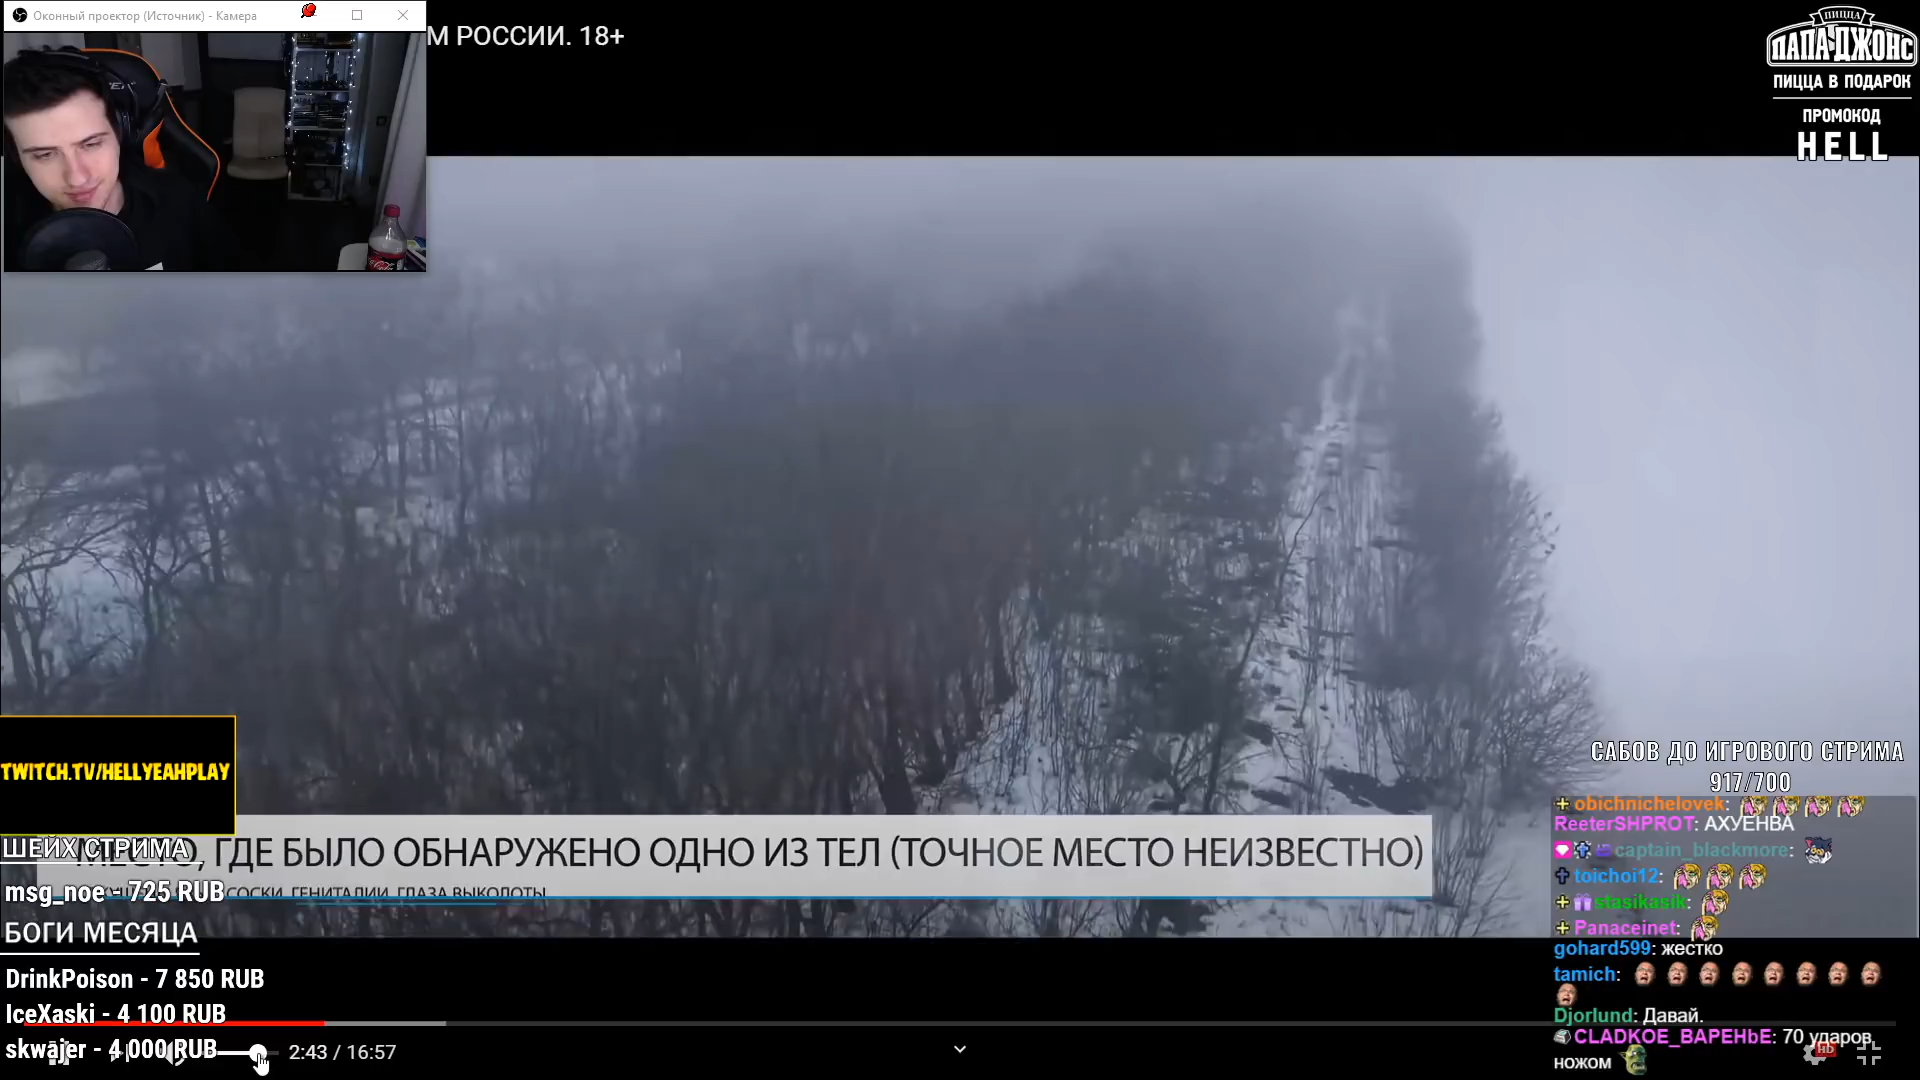 Оконный проектор (Источник) - Камера
М РОССИИ. 18+
ПИЦЦА
ПАПА ДЖОНС
ПИЦЦА В ПОДАРОК
ПРОМОКОД
HELL
TWITCH.TV/HELLYEAHPLAY
, ГДЕ БЫЛО ОБНАРУЖЕНО ОДНО ИЗ ТЕЛ (ТОЧНОЕ МЕСТО НЕИЗВЕСТНО)
СОСКИ, ГЕНИТАЛИИ, ГЛАЗА ВЫКОЛОТЫ
ШЕЙХ СТРИМА
msg_noe - 725 RUB
БОГИ МЕСЯЦА
DrinkPoison - 7 850 RUB
IceXaski - 4 100 RUB
skwajer - 4 000 RUB
2:43 / 16:57
САБОВ ДО ИГРОВОГО СТРИМА
917/700
obichnichelovek:
ReeterSHPROT: АХУЕНВА
captain_blackmore:
toichoi12:
stasikasik:
Panaceinet:
gohard599: жестко
tamich:
Djorlund: Давай.
CLADKOE_BAPEHbE: 70 ударов
ножом
HD